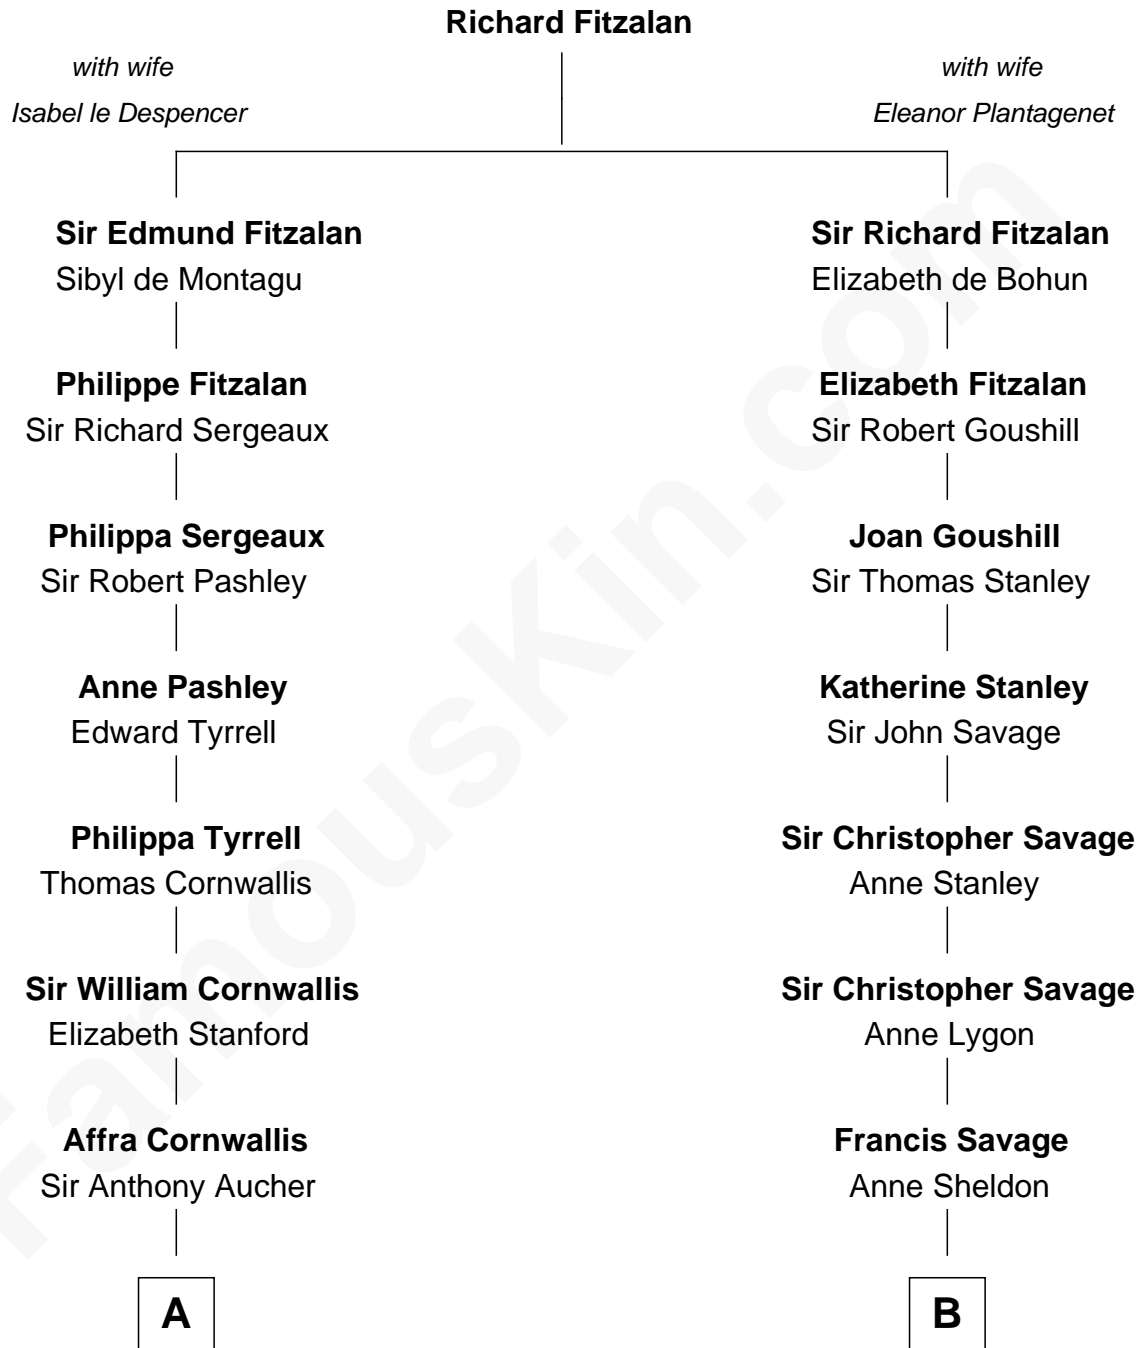 Richard Fitzalan
with wife
Isabel le Despencer
with wife
Eleanor Plantagenet
Sir Edmund Fitzalan
Sibyl de Montagu
Philippe Fitzalan
Sir Richard Sergeaux
Philippa Sergeaux
Sir Robert Pashley
Anne Pashley
Edward Tyrrell
Philippa Tyrrell
Thomas Cornwallis
Sir William Cornwallis
Elizabeth Stanford
Affra Cornwallis
Sir Anthony Aucher
A
Sir Richard Fitzalan
Elizabeth de Bohun
Elizabeth Fitzalan
Sir Robert Goushill
Joan Goushill
Sir Thomas Stanley
Katherine Stanley
Sir John Savage
Sir Christopher Savage
Anne Stanley
Sir Christopher Savage
Anne Lygon
Francis Savage
Anne Sheldon
B
FamousKin.com